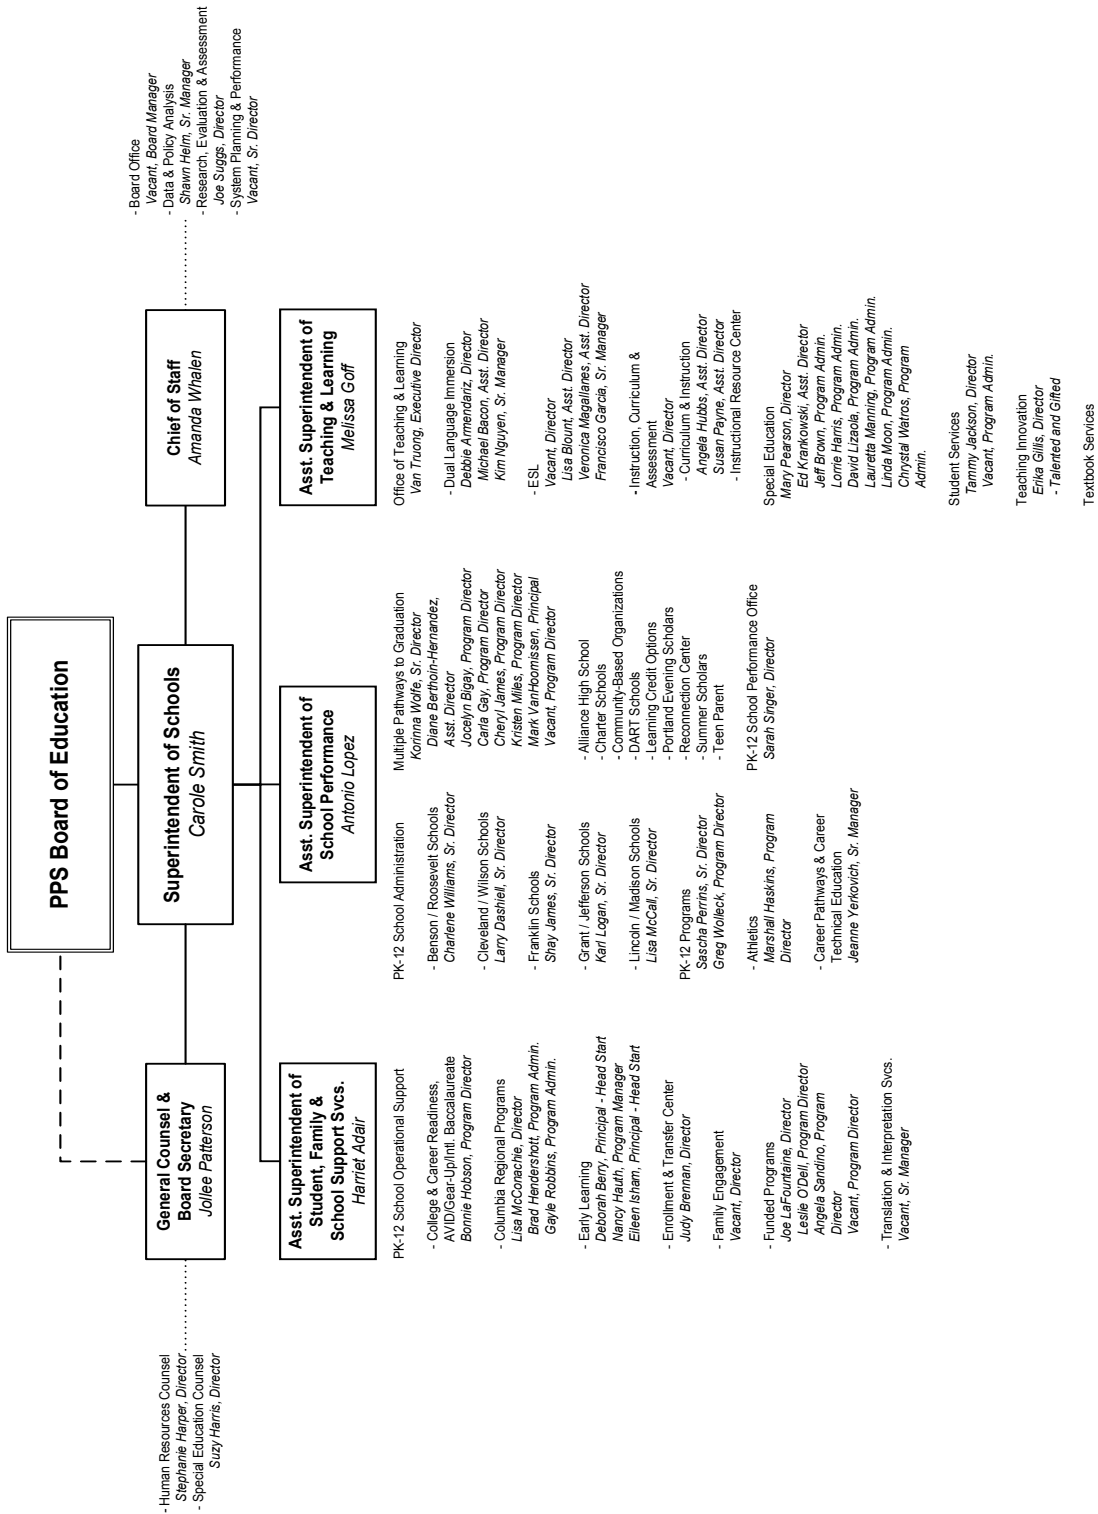 PPS Board of Education
Superintendent of Schools
Carole Smith
General Counsel &
Board Secretary
Jollee Patterson
- Human Resources Counsel
Stephanie Harper, Director
- Special Education Counsel
Suzy Harris, Director
Chief of Staff
Amanda Whalen
- Board Office
Vacant, Board Manager
- Data & Policy Analysis
Shawn Helm, Sr. Manager
- Research, Evaluation & Assessment
Joe Suggs, Director
- System Planning & Performance
Vacant, Sr. Director
Asst. Superintendent of
Student, Family &
School Support Svcs.
Harriet Adair
PK-12 School Operational Support
- College & Career Readiness,
AVID/Gear-Up/Intl. Baccalaureate
Bonnie Hobson, Program Director
- Columbia Regional Programs
Lisa McConachie, Director
Brad Hendershott, Program Admin.
Gayle Robbins, Program Admin.
- Early Learning
Deborah Berry, Principal - Head Start
Nancy Hauth, Program Manager
Eileen Isham, Principal - Head Start
- Enrollment & Transfer Center
Judy Brennan, Director
- Family Engagement
Vacant, Director
- Funded Programs
Joe LaFountaine, Director
Leslie O'Dell, Program Director
Angela Sandino, Program
Director
Vacant, Program Director
- Translation & Interpretation Svcs.
Vacant, Sr. Manager
Asst. Superintendent of
School Performance
Antonio Lopez
PK-12 School Administration
- Benson / Roosevelt Schools
Charlene Williams, Sr. Director
- Cleveland / Wilson Schools
Larry Dashiell, Sr. Director
- Franklin Schools
Shay James, Sr. Director
- Grant / Jefferson Schools
Karl Logan, Sr. Director
- Lincoln / Madison Schools
Lisa McCall, Sr. Director
PK-12 Programs
Sascha Perrins, Sr. Director
Greg Wolleck, Program Director
- Athletics
Marshall Haskins, Program
Director
- Career Pathways & Career
Technical Education
Jeanne Yerkovich, Sr. Manager
Multiple Pathways to Graduation
Korinna Wolfe, Sr. Director
Diane Berthoin-Hernandez,
Asst. Director
Jocelyn Bigay, Program Director
Carla Gay, Program Director
Cheryl James, Program Director
Kristen Miles, Program Director
Mark VanHoomissen, Principal
Vacant, Program Director
- Alliance High School
- Charter Schools
- Community-Based Organizations
- DART Schools
- Learning Credit Options
- Portland Evening Scholars
- Reconnection Center
- Summer Scholars
- Teen Parent
PK-12 School Performance Office
Sarah Singer, Director
Asst. Superintendent of
Teaching & Learning
Melissa Goff
Office of Teaching & Learning
Van Truong, Executive Director
- Dual Language Immersion
Debbie Armendariz, Director
Michael Bacon, Asst. Director
Kim Nguyen, Sr. Manager
- ESL
Vacant, Director
Lisa Blount, Asst. Director
Veronica Magallanes, Asst. Director
Francisco Garcia, Sr. Manager
- Instruction, Curriculum &
Assessment
Vacant, Director
- Curriculum & Instruction
Angela Hubbs, Asst. Director
Susan Payne, Asst. Director
- Instructional Resource Center
Special Education
Mary Pearson, Director
Ed Krankowski, Asst. Director
Jeff Brown, Program Admin.
Lorrie Harris, Program Admin.
David Lizaola, Program Admin.
Lauretta Manning, Program Admin.
Linda Moon, Program Admin.
Chrystal Watros, Program
Admin.
Student Services
Tammy Jackson, Director
Vacant, Program Admin.
Teaching Innovation
Erika Gillis, Director
- Talented and Gifted
Textbook Services